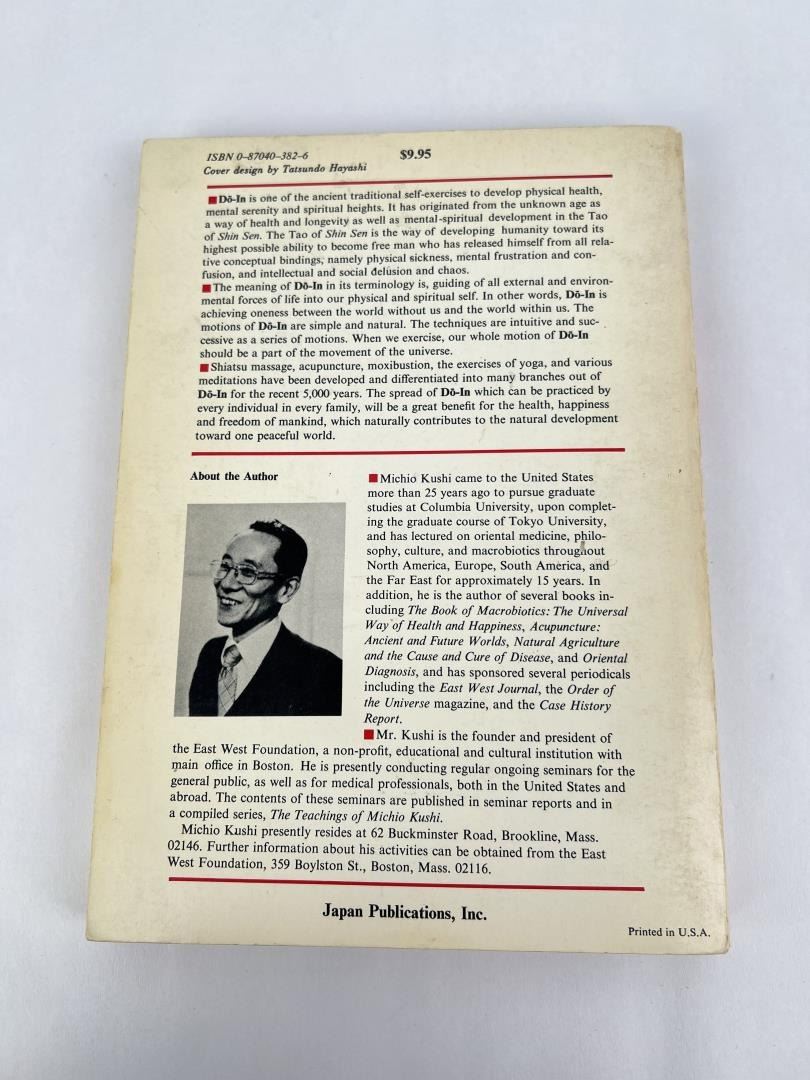 ISBN 0-87040-382-6 $9.95
Cover design by Tatsundo Hayashi
■ Dō-In is one of the ancient traditional self-exercises to develop physical health,
mental serenity and spiritual heights. It has originated from the unknown age as
a way of health and longevity as well as mental-spiritual development in the Tao
of Shin Sen. The Tao of Shin Sen is the way of developing humanity toward its
highest possible ability to become free man who has released himself from all rela-
tive conceptual bindings, namely physical sickness, mental frustration and con-
fusion, and intellectual and social delusion and chaos.
■ The meaning of Dō-In in its terminology is, guiding of all external and environ-
mental forces of life into our physical and spiritual self. In other words, Dō-In is
achieving oneness between the world without us and the world within us. The
motions of Dō-In are simple and natural. The techniques are intuitive and suc-
cessive as a series of motions. When we exercise, our whole motion of Dō-In
should be a part of the movement of the universe.
■ Shiatsu massage, acupuncture, moxibustion, the exercises of yoga, and various
meditations have been developed and differentiated into many branches out of
Dō-In for the recent 5,000 years. The spread of Dō-In which can be practiced by
every individual in every family, will be a great benefit for the health, happiness
and freedom of mankind, which naturally contributes to the natural development
toward one peaceful world.
About the Author
■ Michio Kushi came to the United States
more than 25 years ago to pursue graduate
studies at Columbia University, upon complet-
ing the graduate course of Tokyo University,
and has lectured on oriental medicine, philo-
sophy, culture, and macrobiotics throughout
North America, Europe, South America, and
the Far East for approximately 15 years. In
addition, he is the author of several books in-
cluding The Book of Macrobiotics: The Universal
Way of Health and Happiness, Acupuncture:
Ancient and Future Worlds, Natural Agriculture
and the Cause and Cure of Disease, and Oriental
Diagnosis, and has sponsored several periodicals
including the East West Journal, the Order of
the Universe magazine, and the Case History
Report.
■ Mr. Kushi is the founder and president of
the East West Foundation, a non-profit, educational and cultural institution with
main office in Boston. He is presently conducting regular ongoing seminars for the
general public, as well as for medical professionals, both in the United States and
abroad. The contents of these seminars are published in seminar reports and in
a compiled series, The Teachings of Michio Kushi.
Michio Kushi presently resides at 62 Buckminster Road, Brookline, Mass.
02146. Further information about his activities can be obtained from the East
West Foundation, 359 Boylston St., Boston, Mass. 02116.
Japan Publications, Inc.
Printed in U.S.A.